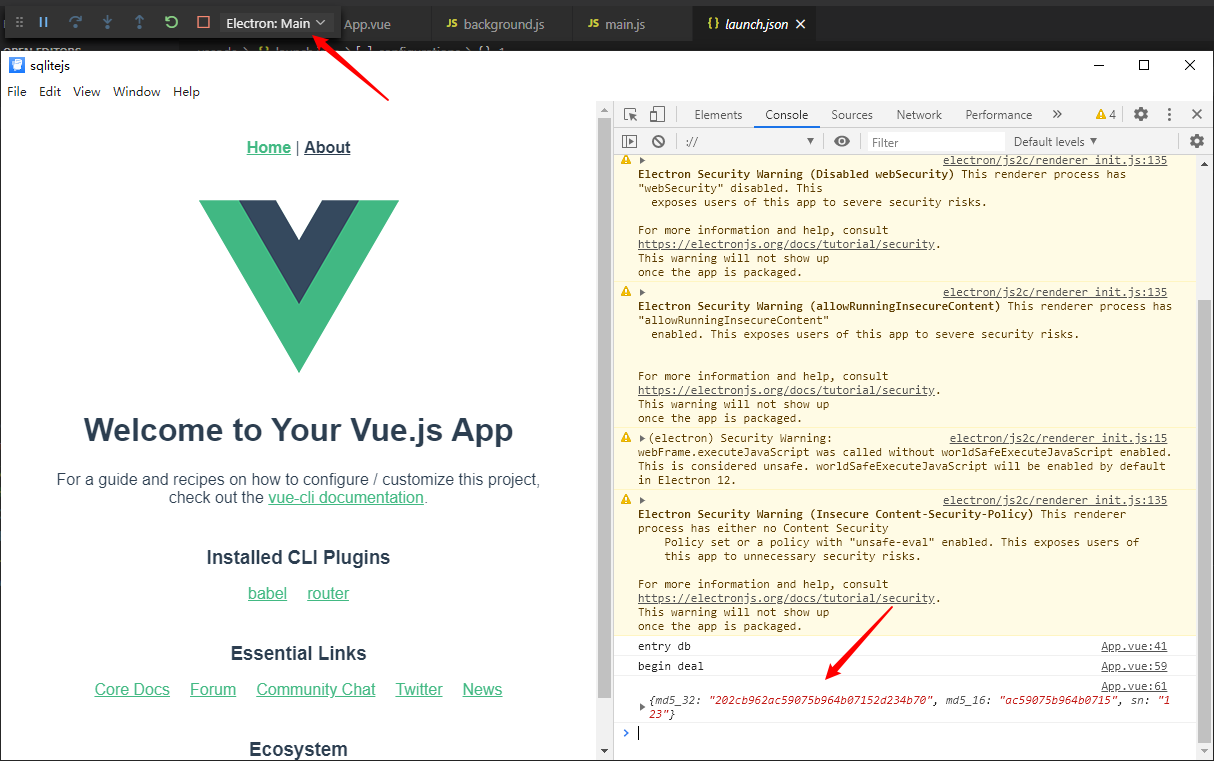 Electron: Main
App.vue
JS background.js
JS main.js
{} launch.json
sqlitejs
File Edit View Window Help
Home | About
Welcome to Your Vue.js App
For a guide and recipes on how to configure / customize this project,
check out the vue-cli documentation.
Installed CLI Plugins
babel router
Essential Links
Core Docs Forum Community Chat Twitter News
Ecosystem
Elements Console Sources Network Performance » 4
:// Filter Default levels
electron/js2c/renderer_init.js:135
Electron Security Warning (Disabled webSecurity) This renderer process has
"webSecurity" disabled. This
exposes users of this app to severe security risks.
For more information and help, consult
https://electronjs.org/docs/tutorial/security.
This warning will not show up
once the app is packaged.
electron/js2c/renderer_init.js:135
Electron Security Warning (allowRunningInsecureContent) This renderer process has
"allowRunningInsecureContent"
enabled. This exposes users of this app to severe security risks.
For more information and help, consult
https://electronjs.org/docs/tutorial/security.
This warning will not show up
once the app is packaged.
(electron) Security Warning: electron/js2c/renderer_init.js:15
webFrame.executeJavaScript was called without worldSafeExecuteJavaScript enabled.
This is considered unsafe. worldSafeExecuteJavaScript will be enabled by default
in Electron 12.
electron/js2c/renderer_init.js:135
Electron Security Warning (Insecure Content-Security-Policy) This renderer
process has either no Content Security
Policy set or a policy with "unsafe-eval" enabled. This exposes users of
this app to unnecessary security risks.
For more information and help, consult
https://electronjs.org/docs/tutorial/security.
This warning will not show up
once the app is packaged.
entry db App.vue:41
begin deal App.vue:59
App.vue:61
{md5_32: "202cb962ac59075b964b07152d234b70", md5_16: "ac59075b964b0715", sn: "1
23"}